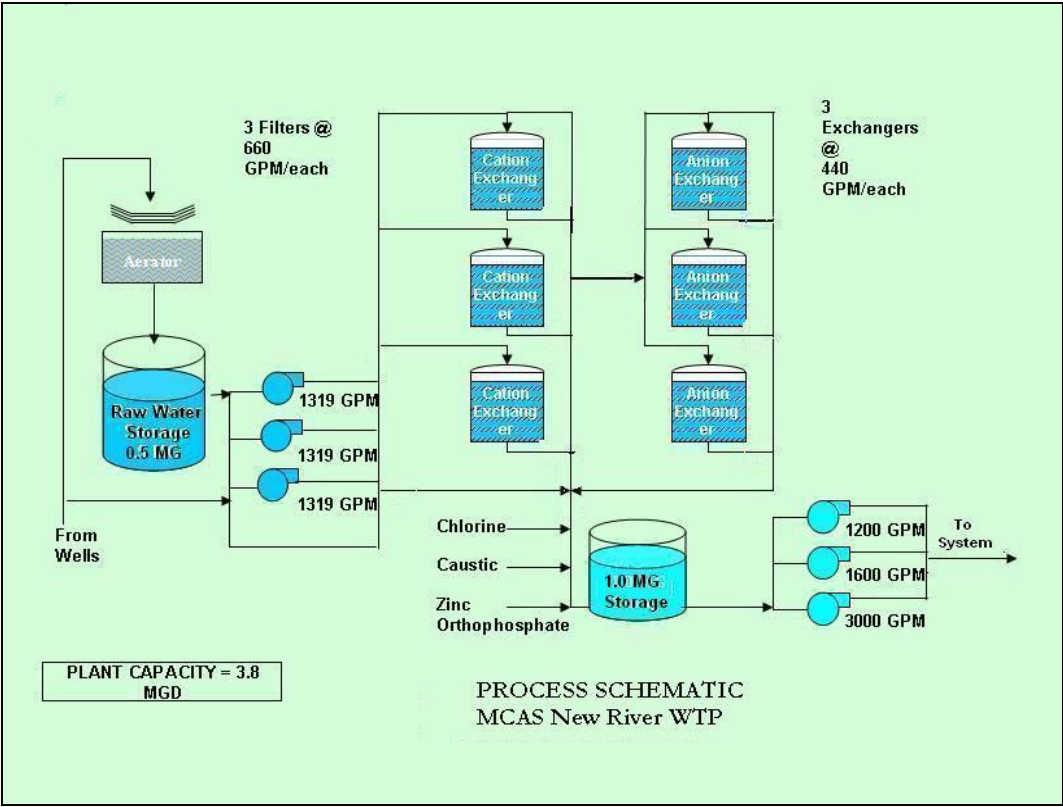 3 Filters @
660
GPM/each
3
Exchangers
@
440
GPM/each
Cation
Exchang
er
Anion
Exchang
er
Aerator
Cation
Exchang
er
Anion
Exchang
er
Raw Water
Storage
0.5 MG
1319 GPM
1319 GPM
1319 GPM
Cation
Exchang
er
Anion
Exchang
er
From
Wells
Chlorine
Caustic
Zinc
Orthophosphate
1.0 MG
Storage
1200 GPM
1600 GPM
3000 GPM
To
System
PLANT CAPACITY = 3.8
MGD
PROCESS SCHEMATIC
MCAS New River WTP